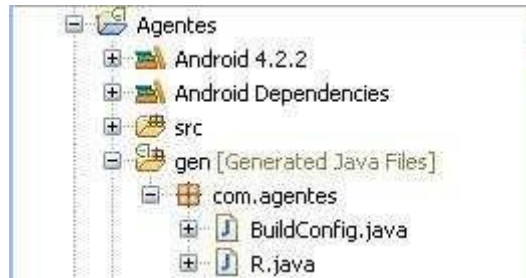 Agentes
Android 4.2.2
Android Dependencies
src
gen [Generated Java Files]
com.agentes
BuildConfig.java
R.java